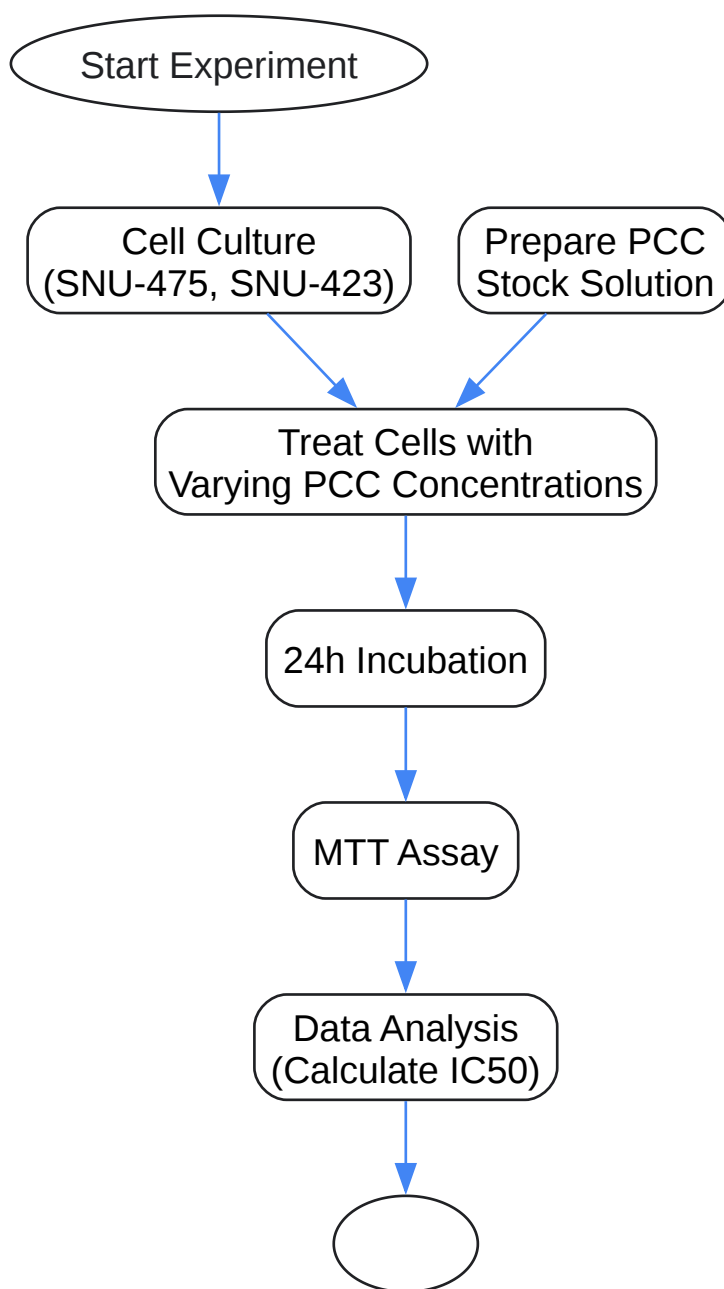 Start Experiment
Cell Culture
(SNU-475, SNU-423)
Prepare PCC
Stock Solution
Treat Cells with
Varying PCC Concentrations
24h Incubation
MTT Assay
Data Analysis
(Calculate IC50)